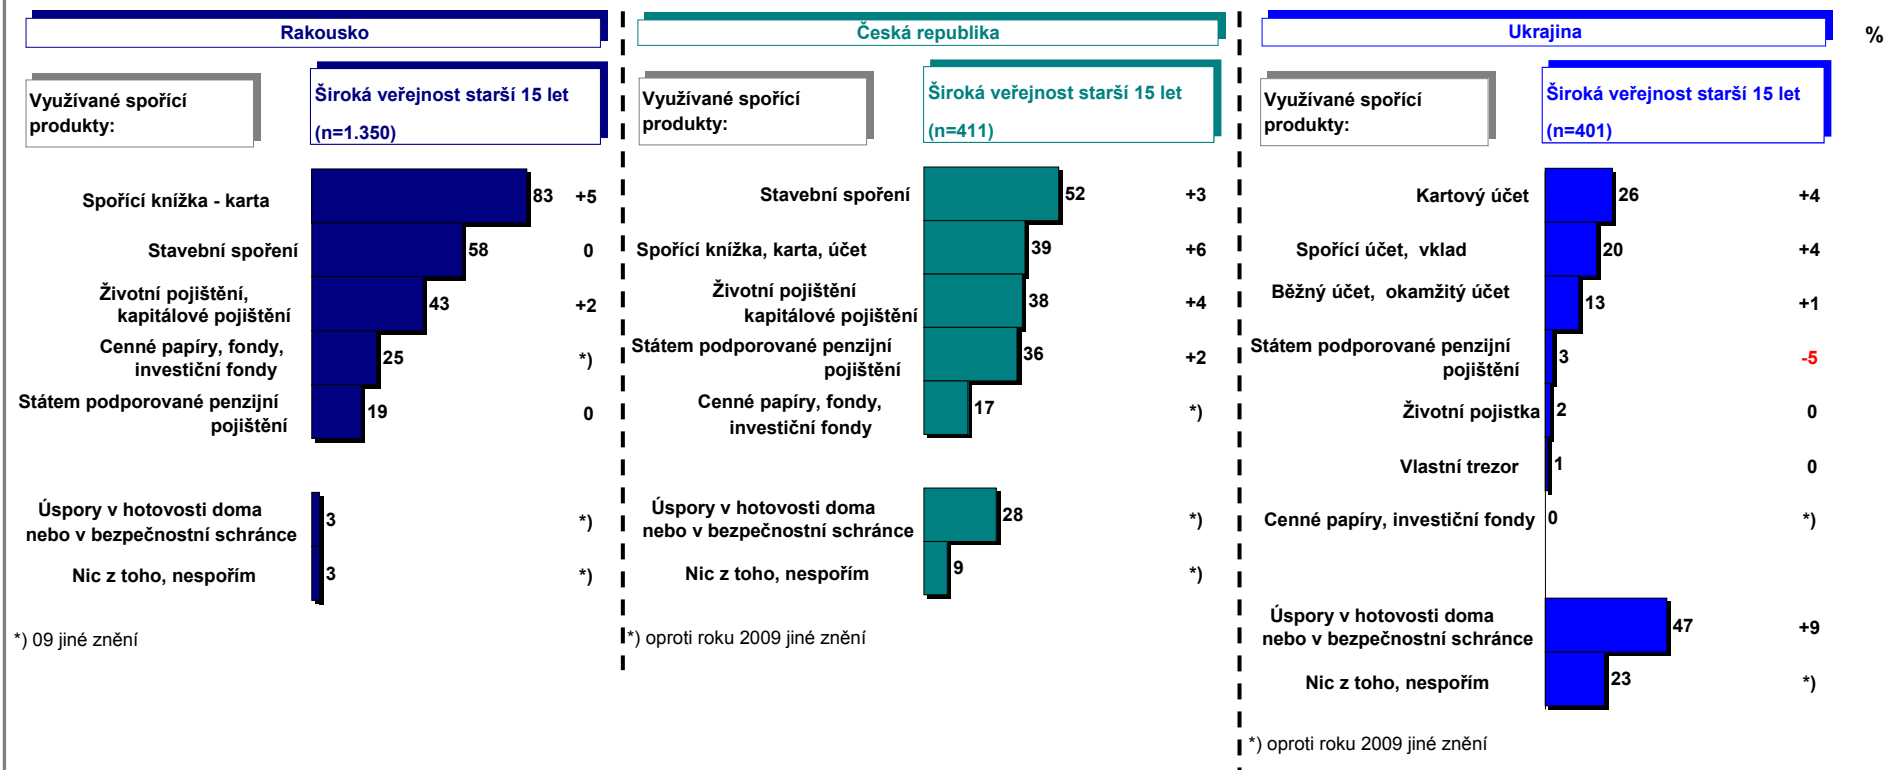 Rakousko
Využívané spořící
produkty:
Široká veřejnost starší 15 let
(n=1.350)
Spořící knížka - karta 83 +5
Stavební spoření 58 0
Životní pojištění,
kapitálové pojištění 43 +2
Cenné papíry, fondy,
investiční fondy 25 *)
Státem podporované penzijní
pojištění 19 0
Úspory v hotovosti doma
nebo v bezpečnostní schránce 3 *)
Nic z toho, nespořím 3 *)
*) 09 jiné znění
Česká republika
Využívané spořící
produkty:
Široká veřejnost starší 15 let
(n=411)
Stavební spoření 52 +3
Spořící knížka, karta, účet 39 +6
Životní pojištění
kapitálové pojištění 38 +4
Státem podporované penzijní
pojištění 36 +2
Cenné papíry, fondy,
investiční fondy 17 *)
Úspory v hotovosti doma
nebo v bezpečnostní schránce 28 *)
Nic z toho, nespořím 9 *)
*) oproti roku 2009 jiné znění
Ukrajina
%
Využívané spořící
produkty:
Široká veřejnost starší 15 let
(n=401)
Kartový účet 26 +4
Spořící účet, vklad 20 +4
Běžný účet, okamžitý účet 13 +1
Státem podporované penzijní
pojištění 3 -5
Životní pojistka 2 0
Vlastní trezor 1 0
Cenné papíry, investiční fondy 0 *)
Úspory v hotovosti doma
nebo v bezpečnostní schránce 47 +9
Nic z toho, nespořím 23 *)
*) oproti roku 2009 jiné znění